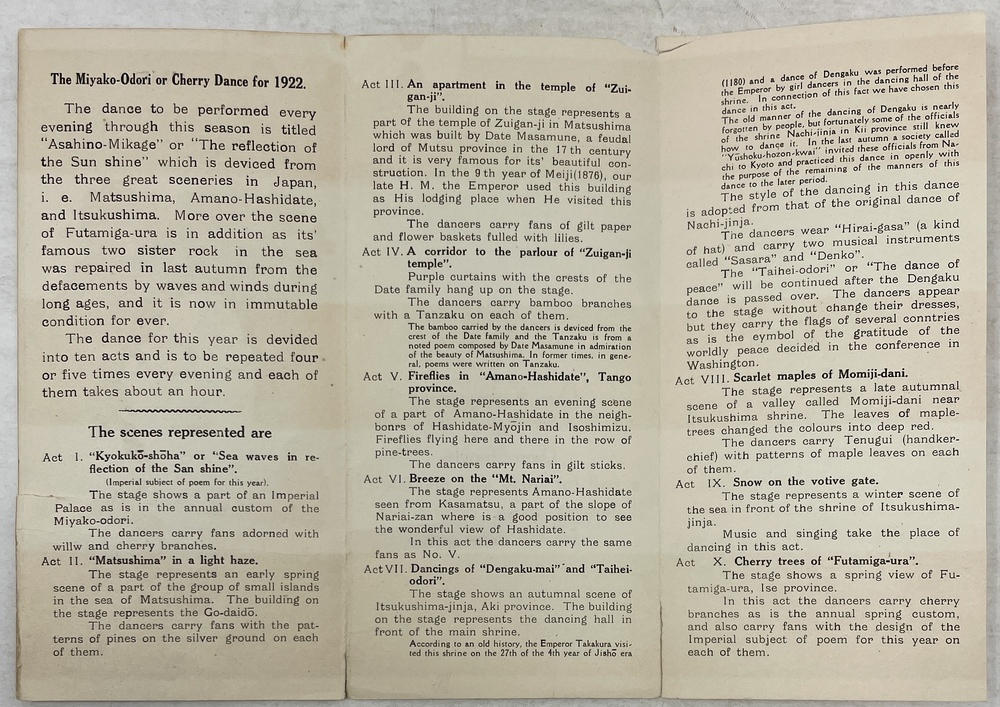 The Miyako-Odori or Cherry Dance for 1922.
The dance to be performed every
evening through this season is titled
"Asahino-Mikage" or "The reflection of
the Sun shine" which is deviced from
the three great sceneries in Japan,
i. e. Matsushima, Amano-Hashidate,
and Itsukushima. More over the scene
of Futamiga-ura is in addition as its'
famous two sister rock in the sea
was repaired in last autumn from the
defacements by waves and winds during
long ages, and it is now in immutable
condition for ever.
The dance for this year is devided
into ten acts and is to be repeated four
or five times every evening and each of
them takes about an hour.
The scenes represented are
Act I. "Kyokukō-shōha" or "Sea waves in re-
flection of the San shine".
(Imperial subject of poem for this year).
The stage shows a part of an Imperial
Palace as is in the annual custom of the
Miyako-odori.
The dancers carry fans adorned with
willw and cherry branches.
Act II. "Matsushima" in a light haze.
The stage represents an early spring
scene of a part of the group of small islands
in the sea of Matsushima. The building on
the stage represents the Go-daidō.
The dancers carry fans with the pat-
terns of pines on the silver ground on each
of them.
Act III. An apartment in the temple of "Zui-
gan-ji".
The building on the stage represents a
part of the temple of Zuigan-ji in Matsushima
which was built by Date Masamune, a feudal
lord of Mutsu province in the 17th century
and it is very famous for its' beautiful con-
struction. In the 9th year of Meiji(1876), our
late H. M. the Emperor used this building
as His lodging place when He visited this
province.
The dancers carry fans of gilt paper
and flower baskets fulled with lilies.
Act IV. A corridor to the parlour of "Zuigan-ji
temple".
Purple curtains with the crests of the
Date family hang up on the stage.
The dancers carry bamboo branches
with a Tanzaku on each of them.
The bamboo carried by the dancers is deviced from the
crest of the Date family and the Tanzaku is from a
noted poem composed by Date Masamune in admiration
of the beauty of Matsushima. In former times, in gene-
ral, poems were written on Tanzaku.
Act V. Fireflies in "Amano-Hashidate", Tango
province.
The stage represents an evening scene
of a part of Amano-Hashidate in the neigh-
bonrs of Hashidate-Myōjin and Isoshimizu.
Fireflies flying here and there in the row of
pine-trees.
The dancers carry fans in gilt sticks.
Act VI. Breeze on the "Mt. Nariai".
The stage represents Amano-Hashidate
seen from Kasamatsu, a part of the slope of
Nariai-zan where is a good position to see
the wonderful view of Hashidate.
In this act the dancers carry the same
fans as No. V.
Act VII. Dancings of "Dengaku-mai" and "Taihei-
odori".
The stage shows an autumnal scene of
Itsukushima-jinja, Aki province. The building
on the stage represents the dancing hall in
front of the main shrine.
According to an old history, the Emperor Takakura visi-
ted this shrine on the 27th of the 4th year of Jishō era
(1180) and a dance of Dengaku was performed before
the Emperor by girl dancers in the dancing hall of the
shrine. In connection of this fact we have chosen this
dance in this act.
The old manner of the dancing of Dengaku is nearly
forgotten by people, but fortunately some of the officials
of the shrine Nachi-jinja in Kii province still knew
how to dance it. In the last autumn a society called
"Yūshoku-hozon-kwai" invited these officials from Na-
chi to Kyoto and practiced this dance in openly with
the purpose of the remaining of the manners of this
dance to the later period.
The style of the dancing in this dance
is adopted from that of the original dance of
Nachi-jinja.
The dancers wear "Hirai-gasa" (a kind
of hat) and carry two musical instruments
called "Sasara" and "Denko".
The "Taihei-odori" or "The dance of
peace" will be continued after the Dengaku
dance is passed over. The dancers appear
to the stage without change their dresses,
but they carry the flags of several conntries
as is the eymbol of the gratitude of the
worldly peace decided in the conference in
Washington.
Act VIII. Scarlet maples of Momiji-dani.
The stage represents a late autumnal
scene of a valley called Momiji-dani near
Itsukushima shrine. The leaves of maple-
trees changed the colours into deep red.
The dancers carry Tenugui (handker-
chief) with patterns of maple leaves on each
of them.
Act IX. Snow on the votive gate.
The stage represents a winter scene of
the sea in front of the shrine of Itsukushima-
jinja.
Music and singing take the place of
dancing in this act.
Act X. Cherry trees of "Futamiga-ura".
The stage shows a spring view of Fu-
tamiga-ura, Ise province.
In this act the dancers carry cherry
branches as is the annual spring custom,
and also carry fans with the design of the
Imperial subject of poem for this year on
each of them.